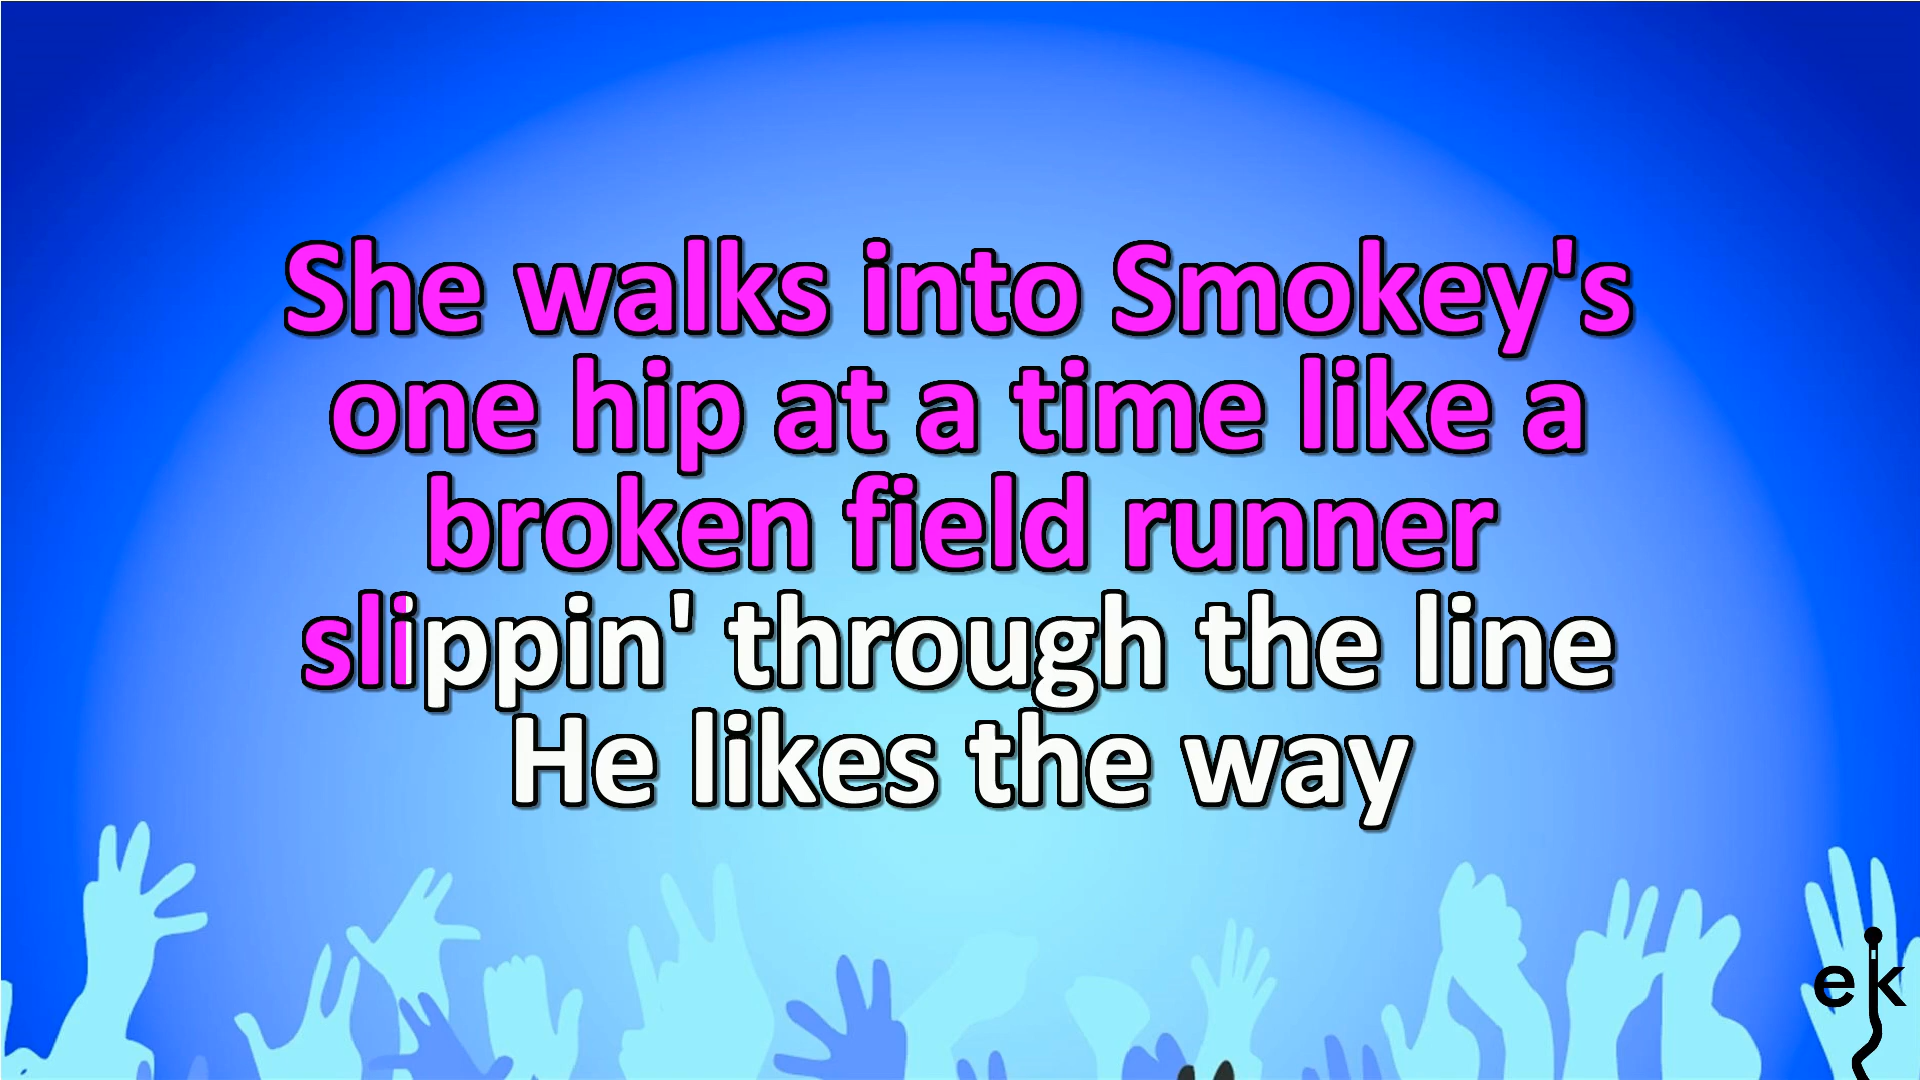 She walks into Smokey's
one hip at a time like a
broken field runner
slippin' through the line
He likes the way
ek